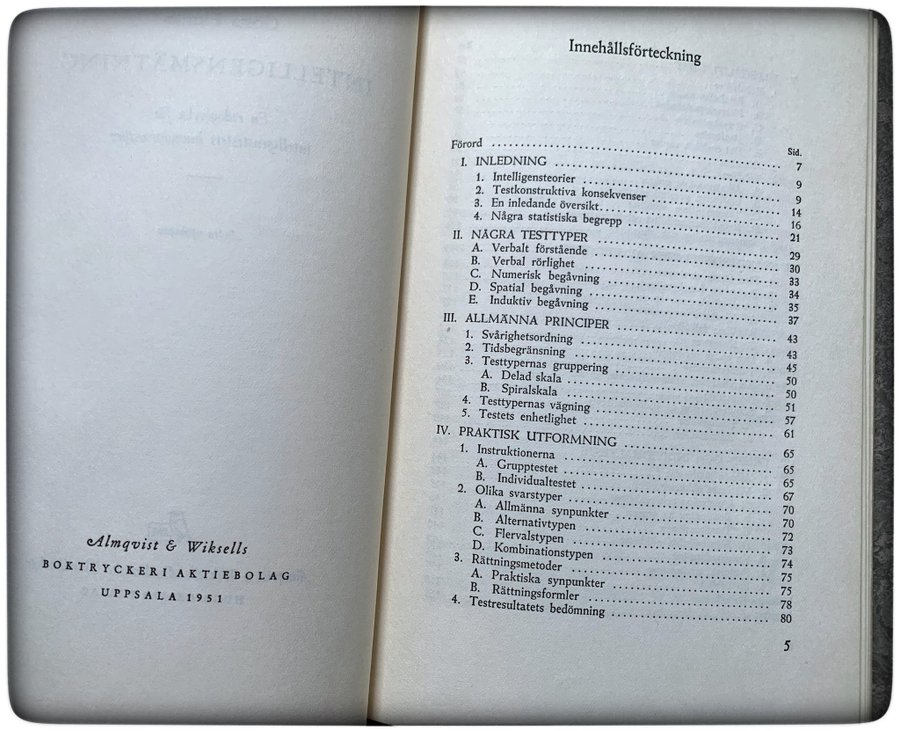 Almqvist & Wiksells
BOKTRYCKERI AKTIEBOLAG
UPPSALA 1951
Innehållsförteckning
Sid.
Förord ........ 7
I. INLEDNING ........ 9
1. Intelligensteorier ........ 9
2. Testkonstruktiva konsekvenser ........ 14
3. En inledande översikt ........ 16
4. Några statistiska begrepp ........ 21
II. NÅGRA TESTTYPER ........ 29
A. Verbalt förstående ........ 30
B. Verbal rörlighet ........ 33
C. Numerisk begåvning ........ 34
D. Spatial begåvning ........ 35
E. Induktiv begåvning ........ 37
III. ALLMÄNNA PRINCIPER ........ 43
1. Svårighetsordning ........ 43
2. Tidsbegränsning ........ 45
3. Testtypernas gruppering ........ 50
A. Delad skala ........ 50
B. Spiralskala ........ 51
4. Testtypernas vägning ........ 57
5. Testets enhetlighet ........ 61
IV. PRAKTISK UTFORMNING ........ 65
1. Instruktionerna ........ 65
A. Grupptestet ........ 65
B. Individualtestet ........ 67
2. Olika svarstyper ........ 70
A. Allmänna synpunkter ........ 70
B. Alternativtypen ........ 72
C. Flervalstypen ........ 73
D. Kombinationstypen ........ 74
3. Rättningsmetoder ........ 75
A. Praktiska synpunkter ........ 75
B. Rättningsformler ........ 78
4. Testresultatets bedömning ........ 80
5